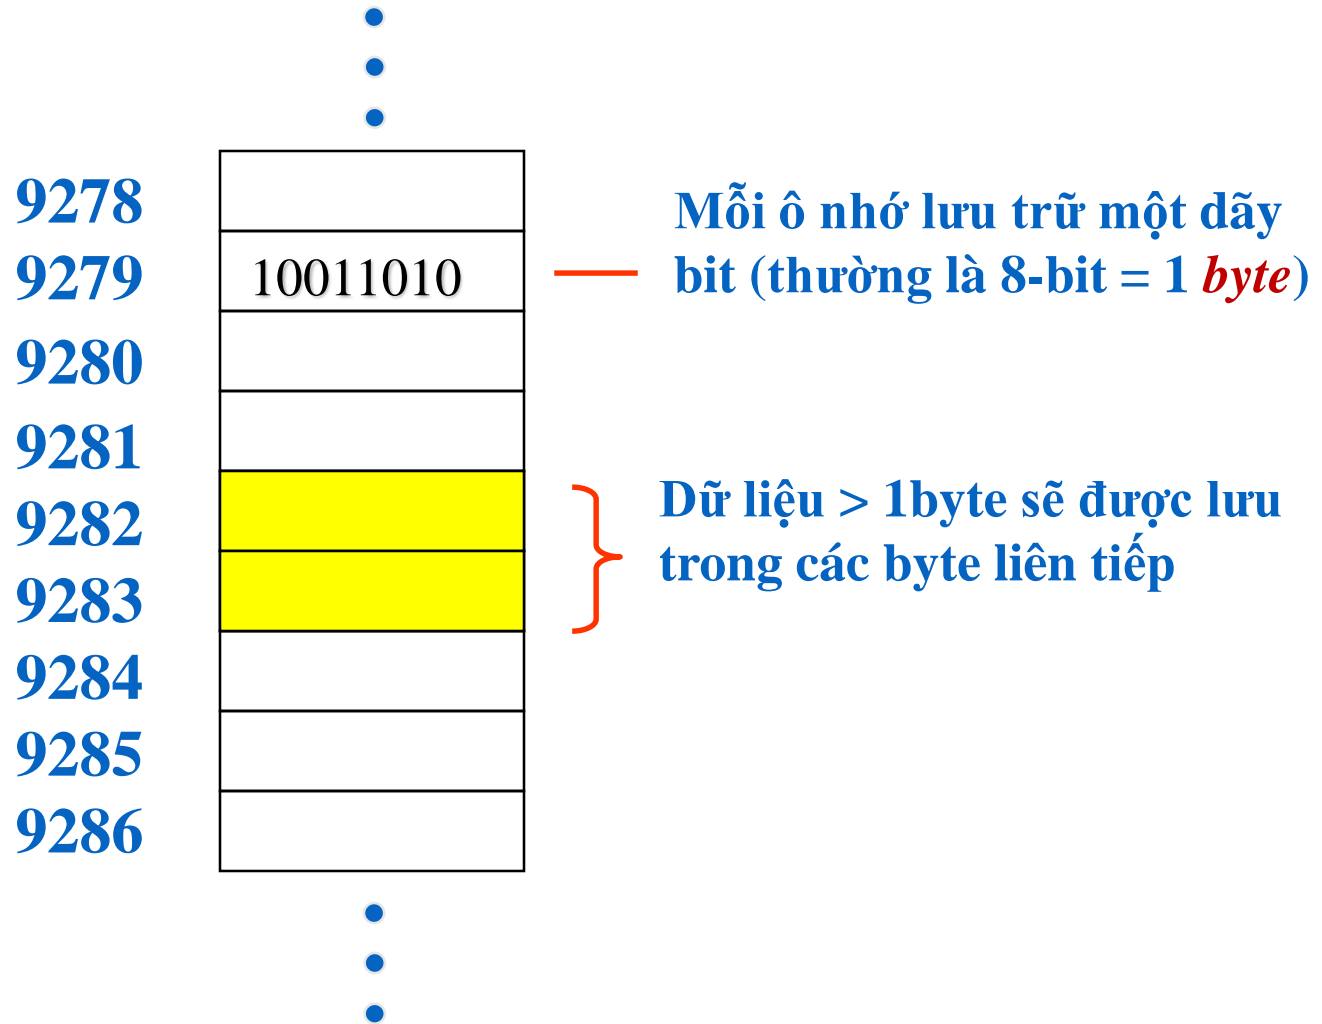 9278
9279
10011010
9280
9281
9282
9283
9284
9285
9286
Mỗi ô nhớ lưu trữ một dãy
bit (thường là 8-bit = 1 byte)
Dữ liệu > 1byte sẽ được lưu
trong các byte liên tiếp